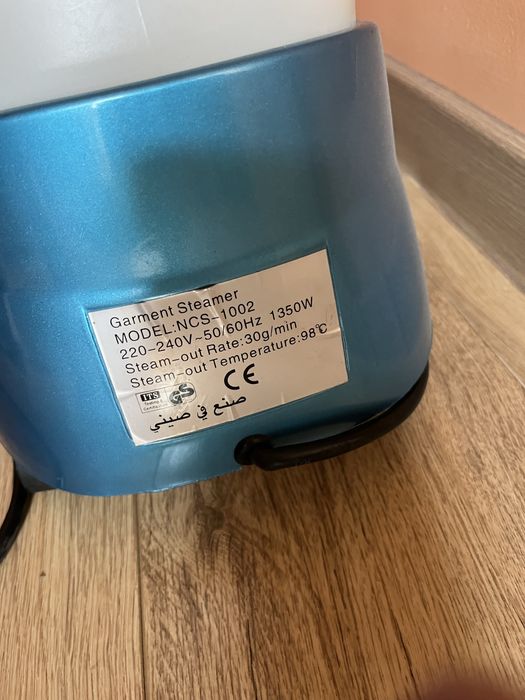 Garment Steamer
MODEL:NCS-1002
220-240V~50/60Hz 1350W
Steam-out Rate:30g/min
Steam-out Temperature:98℃
ITS
CE
صنع في صيني